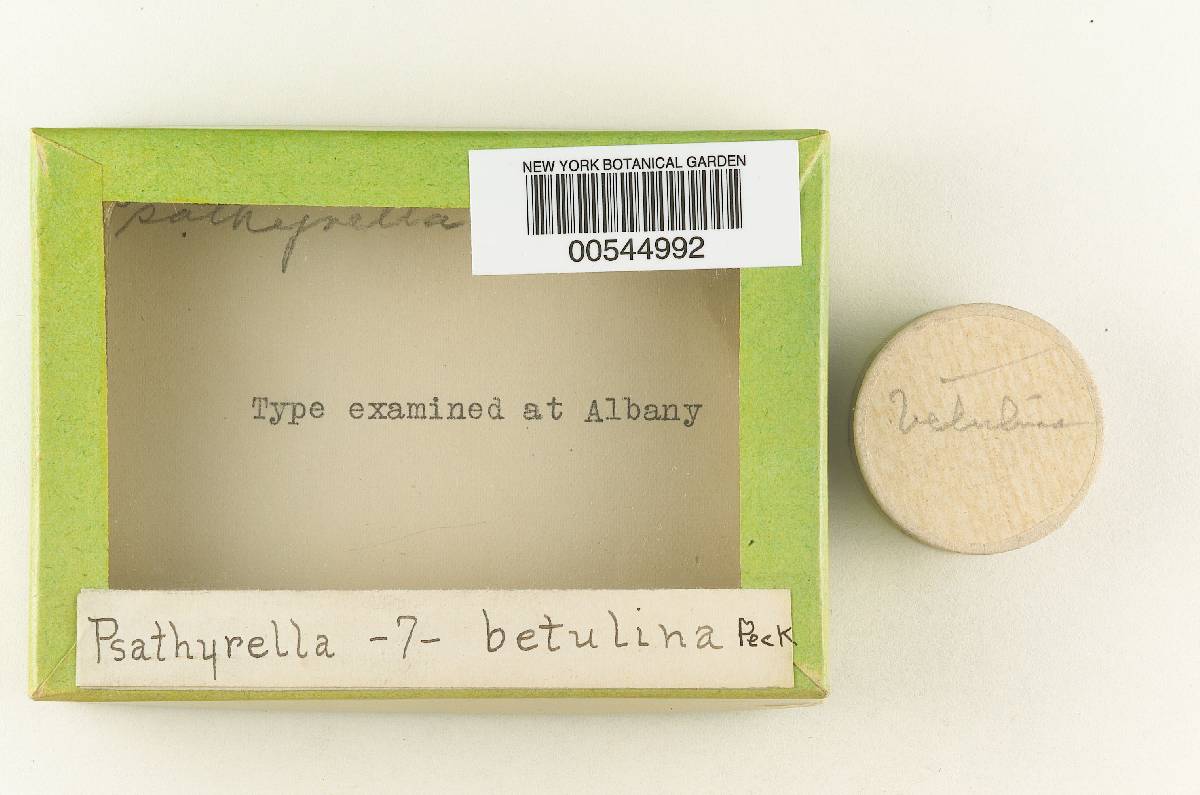 NEW YORK BOTANICAL GARDEN
00544992
Psathyrella
Type examined at Albany
Psathyrella -7- betulina Peck
Betulina